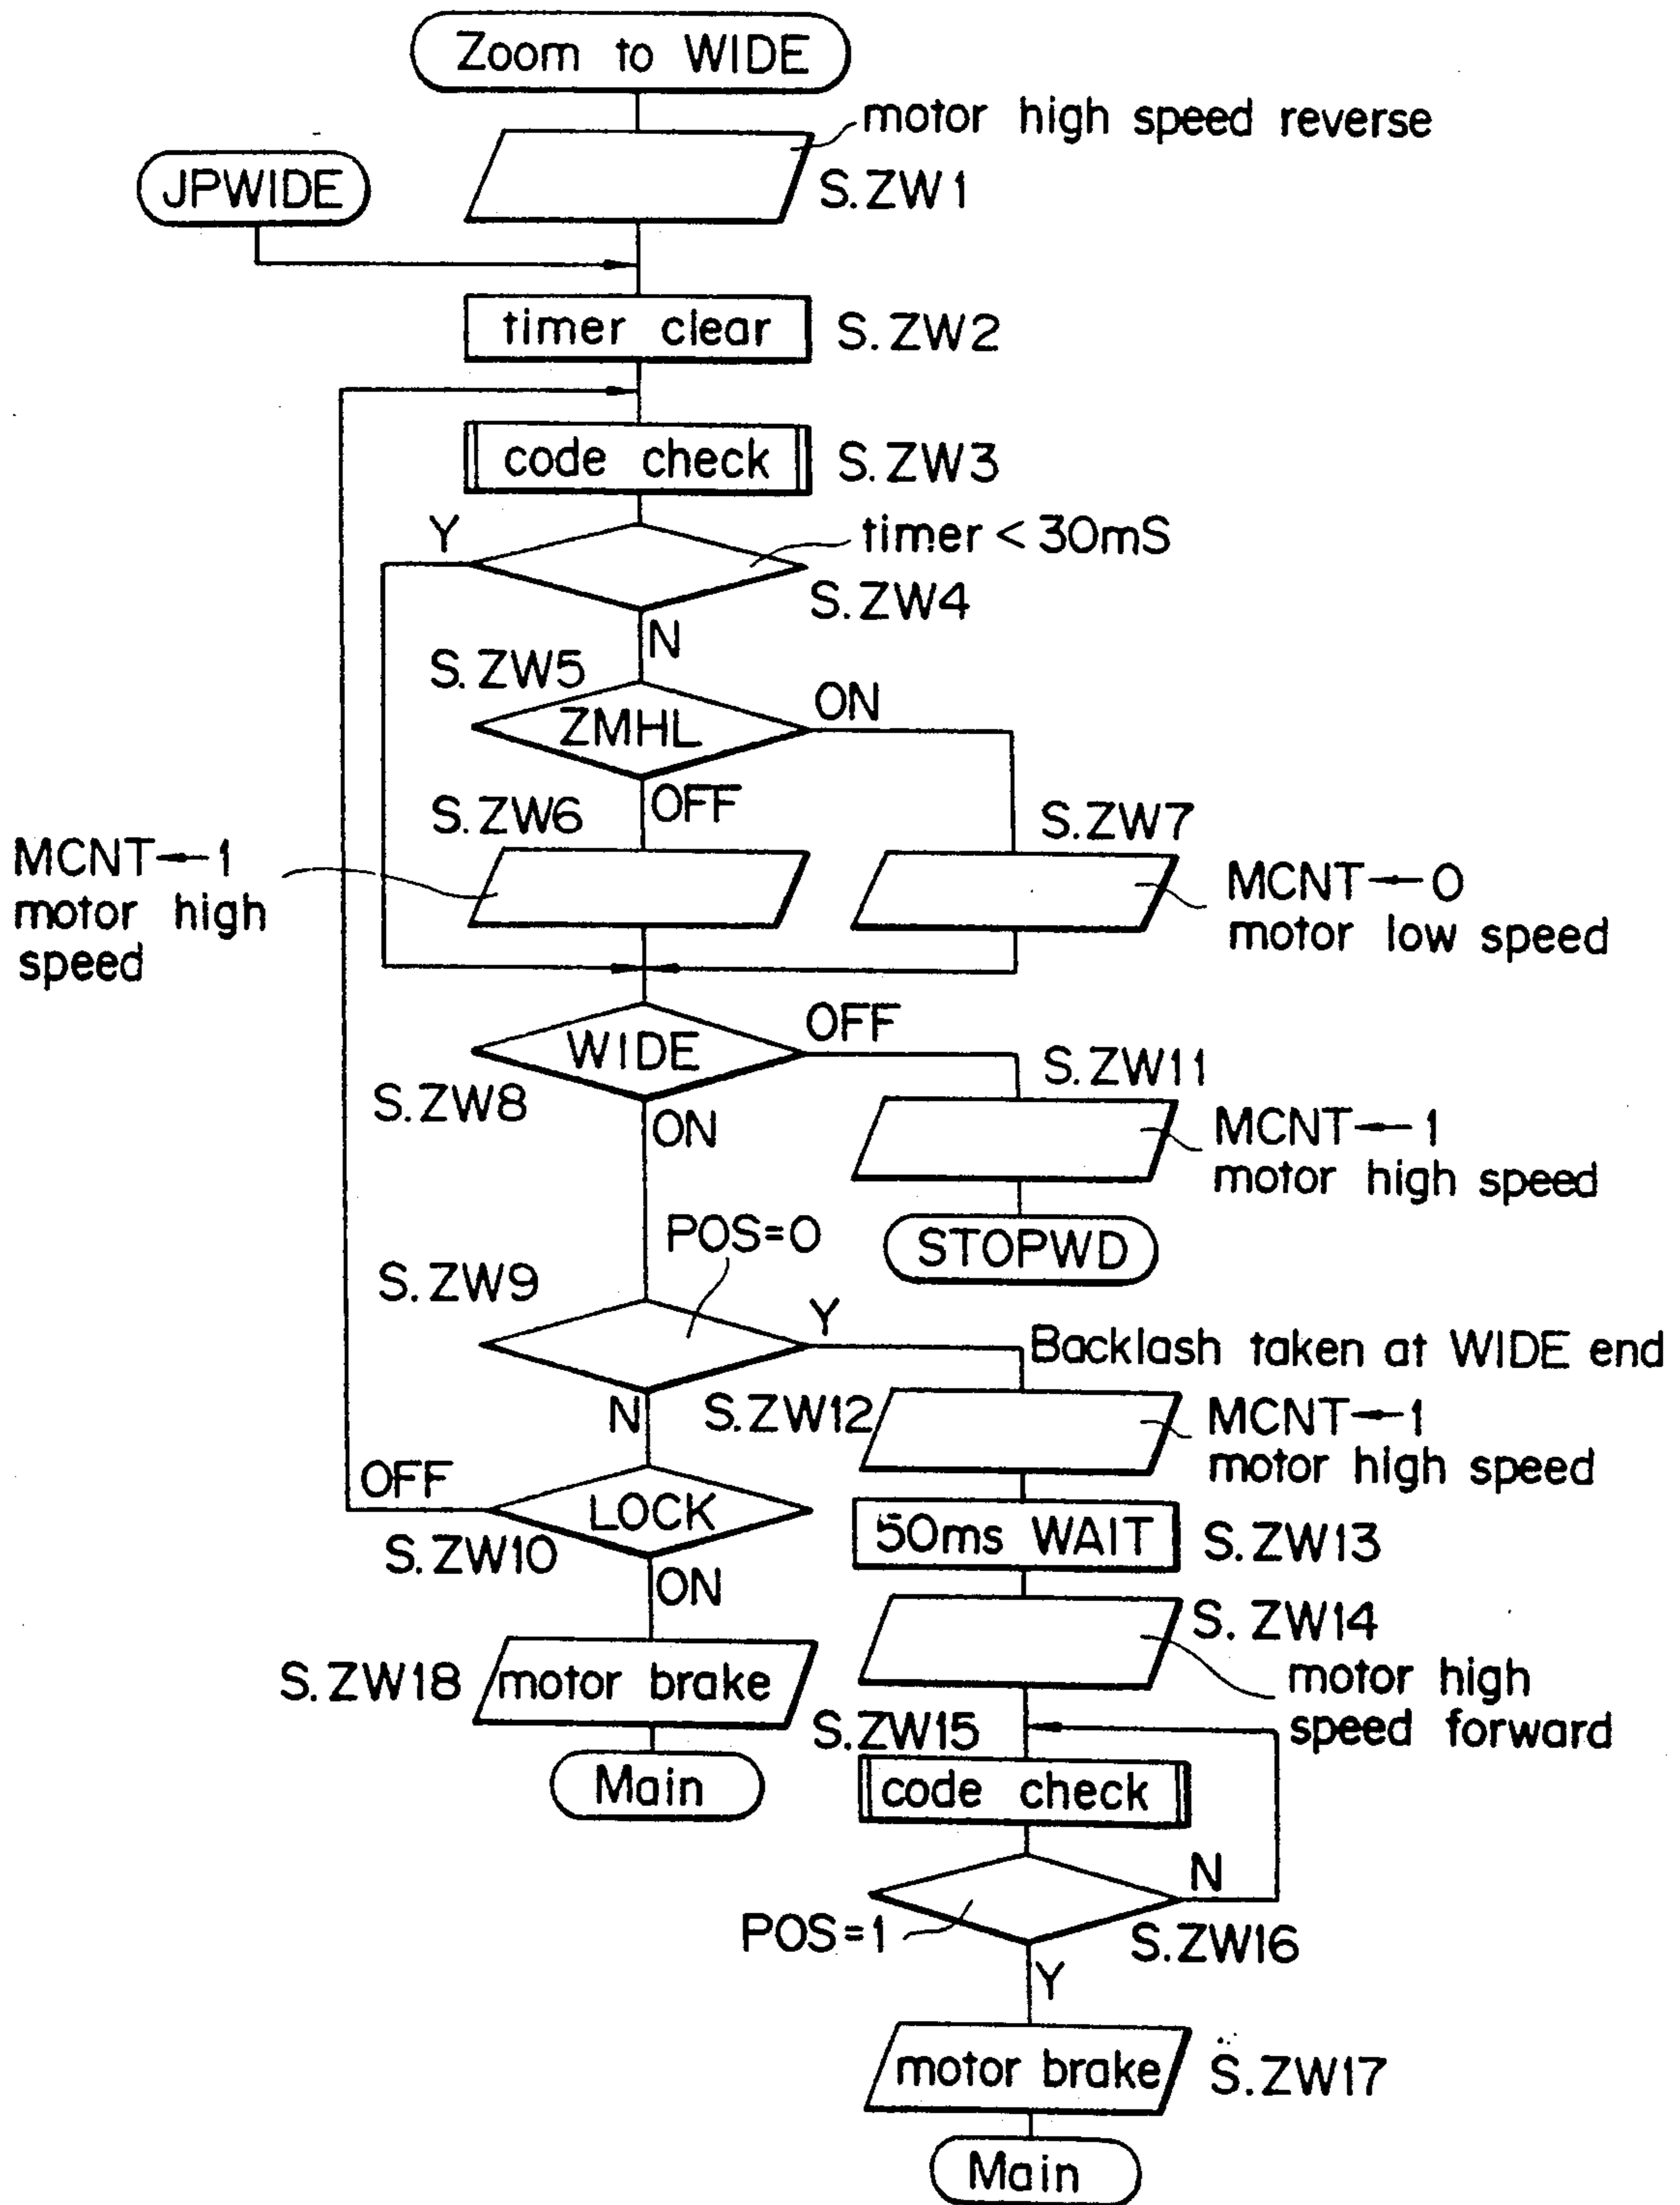 Zoom to WIDE
motor high speed reverse
JPWIDE
S.ZW1
timer clear
S.ZW2
code check
S.ZW3
Y
timer < 30mS
S.ZW4
N
S.ZW5
ZMHL
ON
OFF
S.ZW6
S.ZW7
MCNT←1
motor high
speed
MCNT←0
motor low speed
WIDE
OFF
S.ZW8
ON
S.ZW11
MCNT←1
motor high speed
STOPWD
POS=0
S.ZW9
Y
Backlash taken at WIDE end
N
S.ZW12
MCNT←1
motor high speed
OFF
LOCK
S.ZW10
ON
50ms WAIT
S.ZW13
S.ZW14
motor high
speed forward
S.ZW18
motor brake
Main
S.ZW15
code check
N
POS=1
S.ZW16
Y
motor brake
S.ZW17
Main